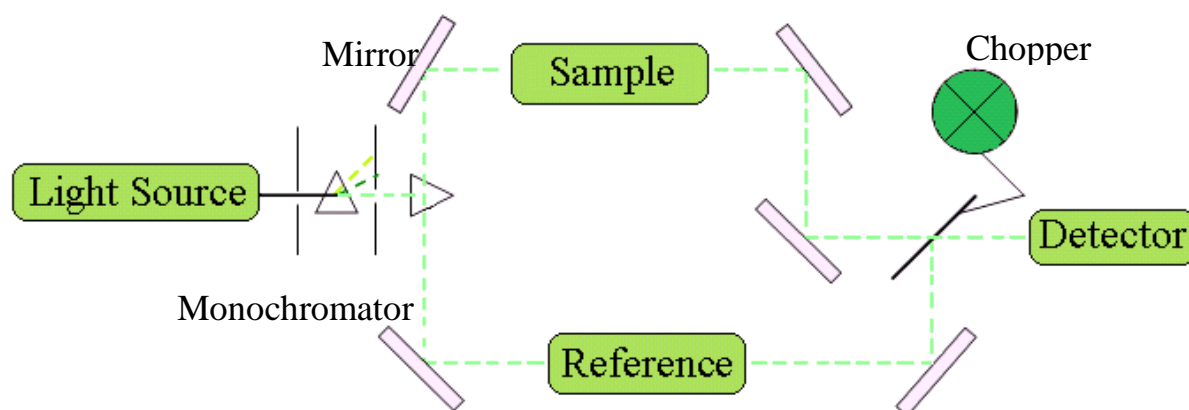 Mirror
Sample
Chopper
Light Source
Detector
Monochromator
Reference